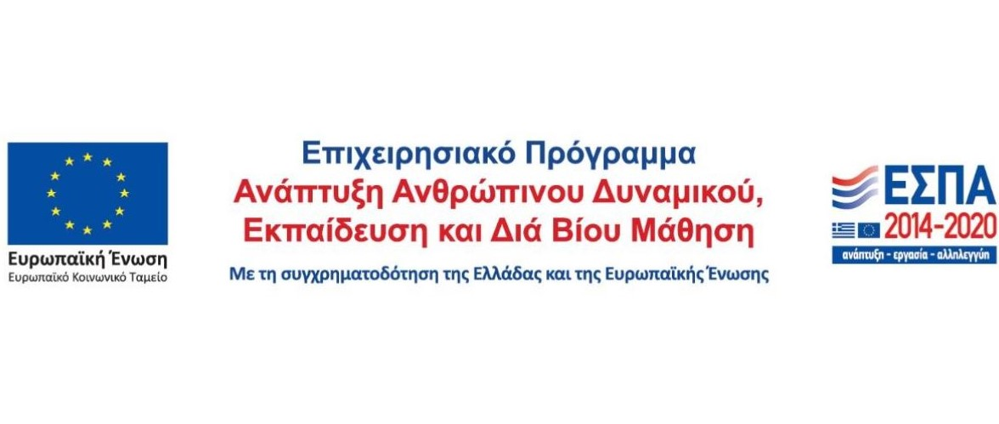 Ευρωπαϊκή Ένωση
Ευρωπαϊκό Κοινωνικό Ταμείο
Επιχειρησιακό Πρόγραμμα
Ανάπτυξη Ανθρώπινου Δυναμικού,
Εκπαίδευση και Διά Βίου Μάθηση
Με τη συγχρηματοδότηση της Ελλάδας και της Ευρωπαϊκής Ένωσης
ΕΣΠΑ
2014-2020
ανάπτυξη - εργασία - αλληλεγγύη